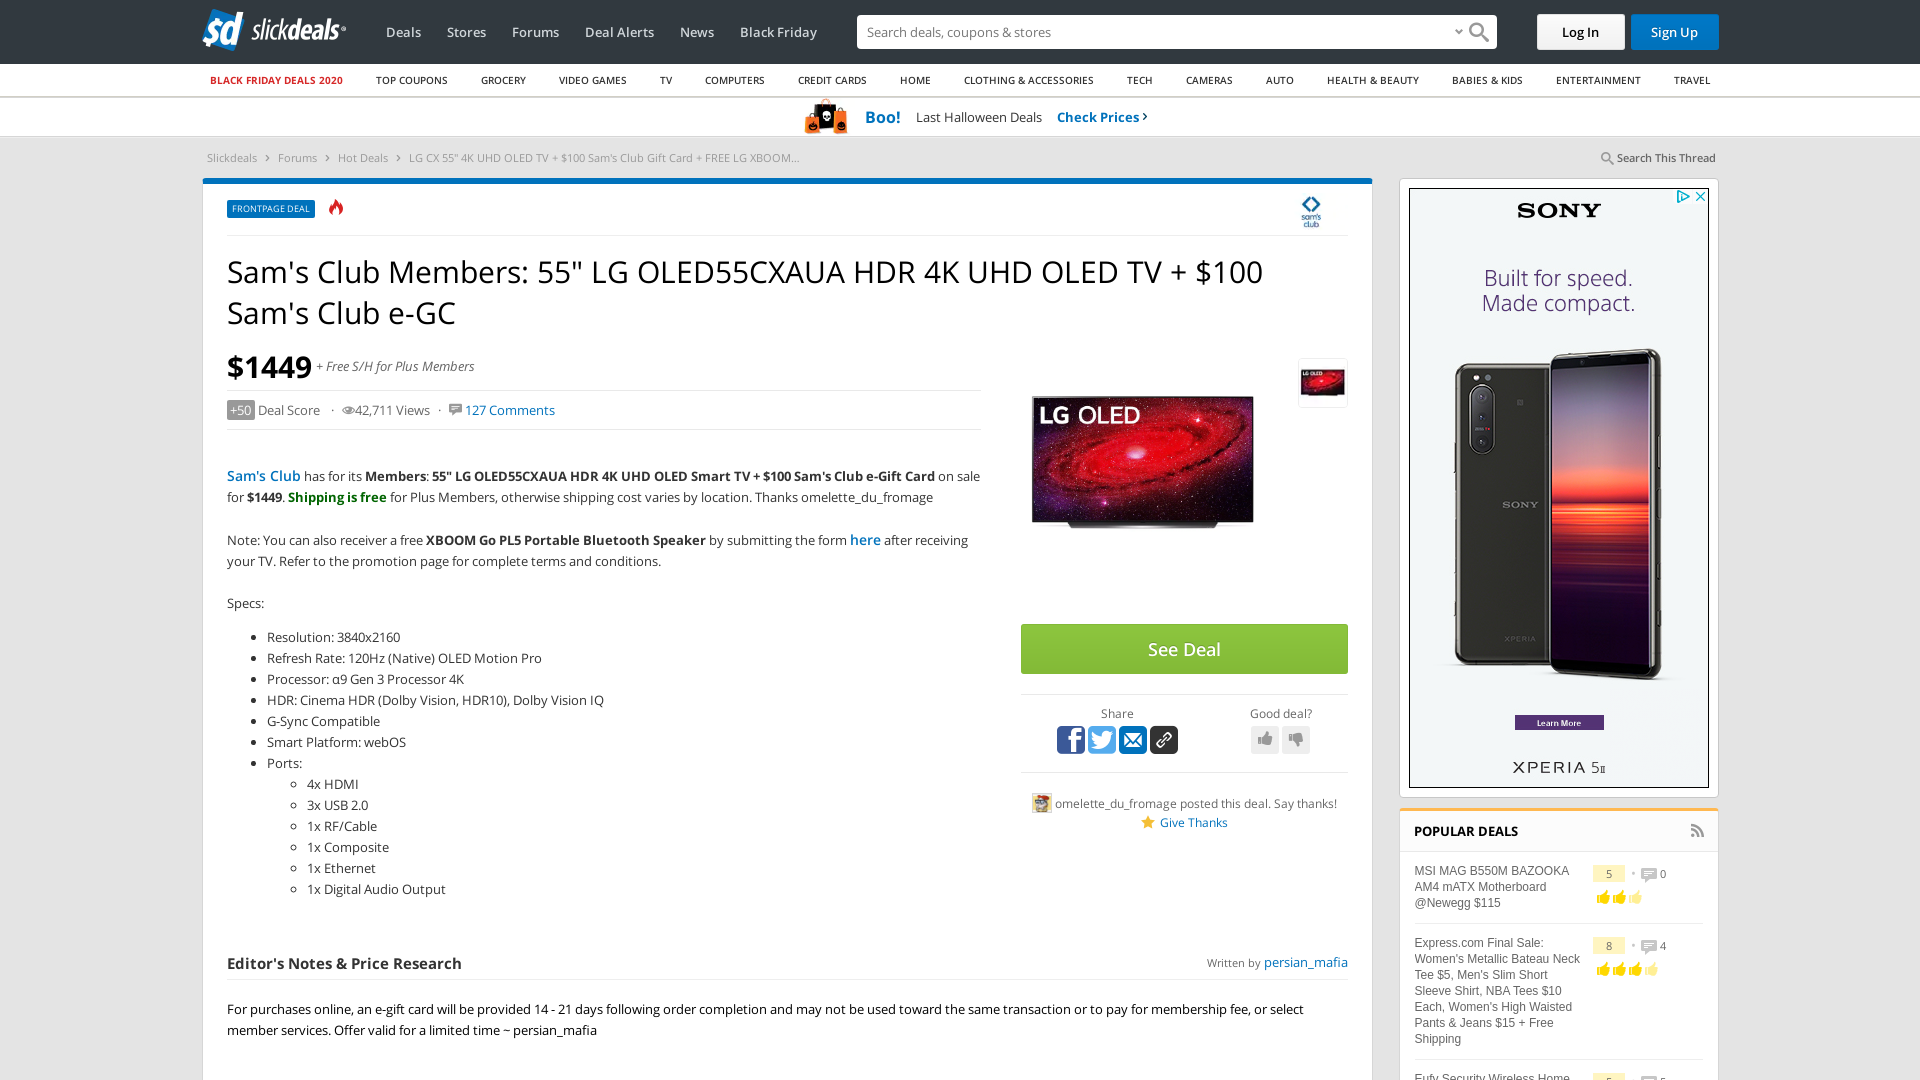 slickdeals
Deals Stores Forums Deal Alerts News Black Friday
Search deals, coupons & stores
Log In Sign Up
BLACK FRIDAY DEALS 2020 TOP COUPONS GROCERY VIDEO GAMES TV COMPUTERS CREDIT CARDS HOME CLOTHING & ACCESSORIES TECH CAMERAS AUTO HEALTH & BEAUTY BABIES & KIDS ENTERTAINMENT TRAVEL
Boo! Last Halloween Deals Check Prices
Slickdeals Forums Hot Deals LG CX 55" 4K UHD OLED TV + $100 Sam's Club Gift Card + FREE LG XBOOM...
Search This Thread
FRONTPAGE DEAL
sam's
club
Sam's Club Members: 55" LG OLED55CXAUA HDR 4K UHD OLED TV + $100
Sam's Club e-GC
$1449 + Free S/H for Plus Members
+50 Deal Score · 42,711 Views · 127 Comments
Sam's Club has for its Members: 55" LG OLED55CXAUA HDR 4K UHD OLED Smart TV + $100 Sam's Club e-Gift Card on sale
for $1449. Shipping is free for Plus Members, otherwise shipping cost varies by location. Thanks omelette_du_fromage
Note: You can also receiver a free XBOOM Go PL5 Portable Bluetooth Speaker by submitting the form here after receiving
your TV. Refer to the promotion page for complete terms and conditions.
Specs:
Resolution: 3840x2160
Refresh Rate: 120Hz (Native) OLED Motion Pro
Processor: α9 Gen 3 Processor 4K
HDR: Cinema HDR (Dolby Vision, HDR10), Dolby Vision IQ
G-Sync Compatible
Smart Platform: webOS
Ports:
4x HDMI
3x USB 2.0
1x RF/Cable
1x Composite
1x Ethernet
1x Digital Audio Output
LG OLED
LG OLED
See Deal
Share
Good deal?
omelette_du_fromage posted this deal. Say thanks!
Give Thanks
Editor's Notes & Price Research
Written by persian_mafia
For purchases online, an e-gift card will be provided 14 - 21 days following order completion and may not be used toward the same transaction or to pay for membership fee, or select
member services. Offer valid for a limited time ~ persian_mafia
SONY
Built for speed.
Made compact.
SONY
XPERIA
Learn More
XPERIA 5 II
POPULAR DEALS
MSI MAG B550M BAZOOKA
AM4 mATX Motherboard
@Newegg $115
5 • 0
Express.com Final Sale:
Women's Metallic Bateau Neck
Tee $5, Men's Slim Short
Sleeve Shirt, NBA Tees $10
Each, Women's High Waisted
Pants & Jeans $15 + Free
Shipping
8 • 4
Eufy Security Wireless Home
5 • 5